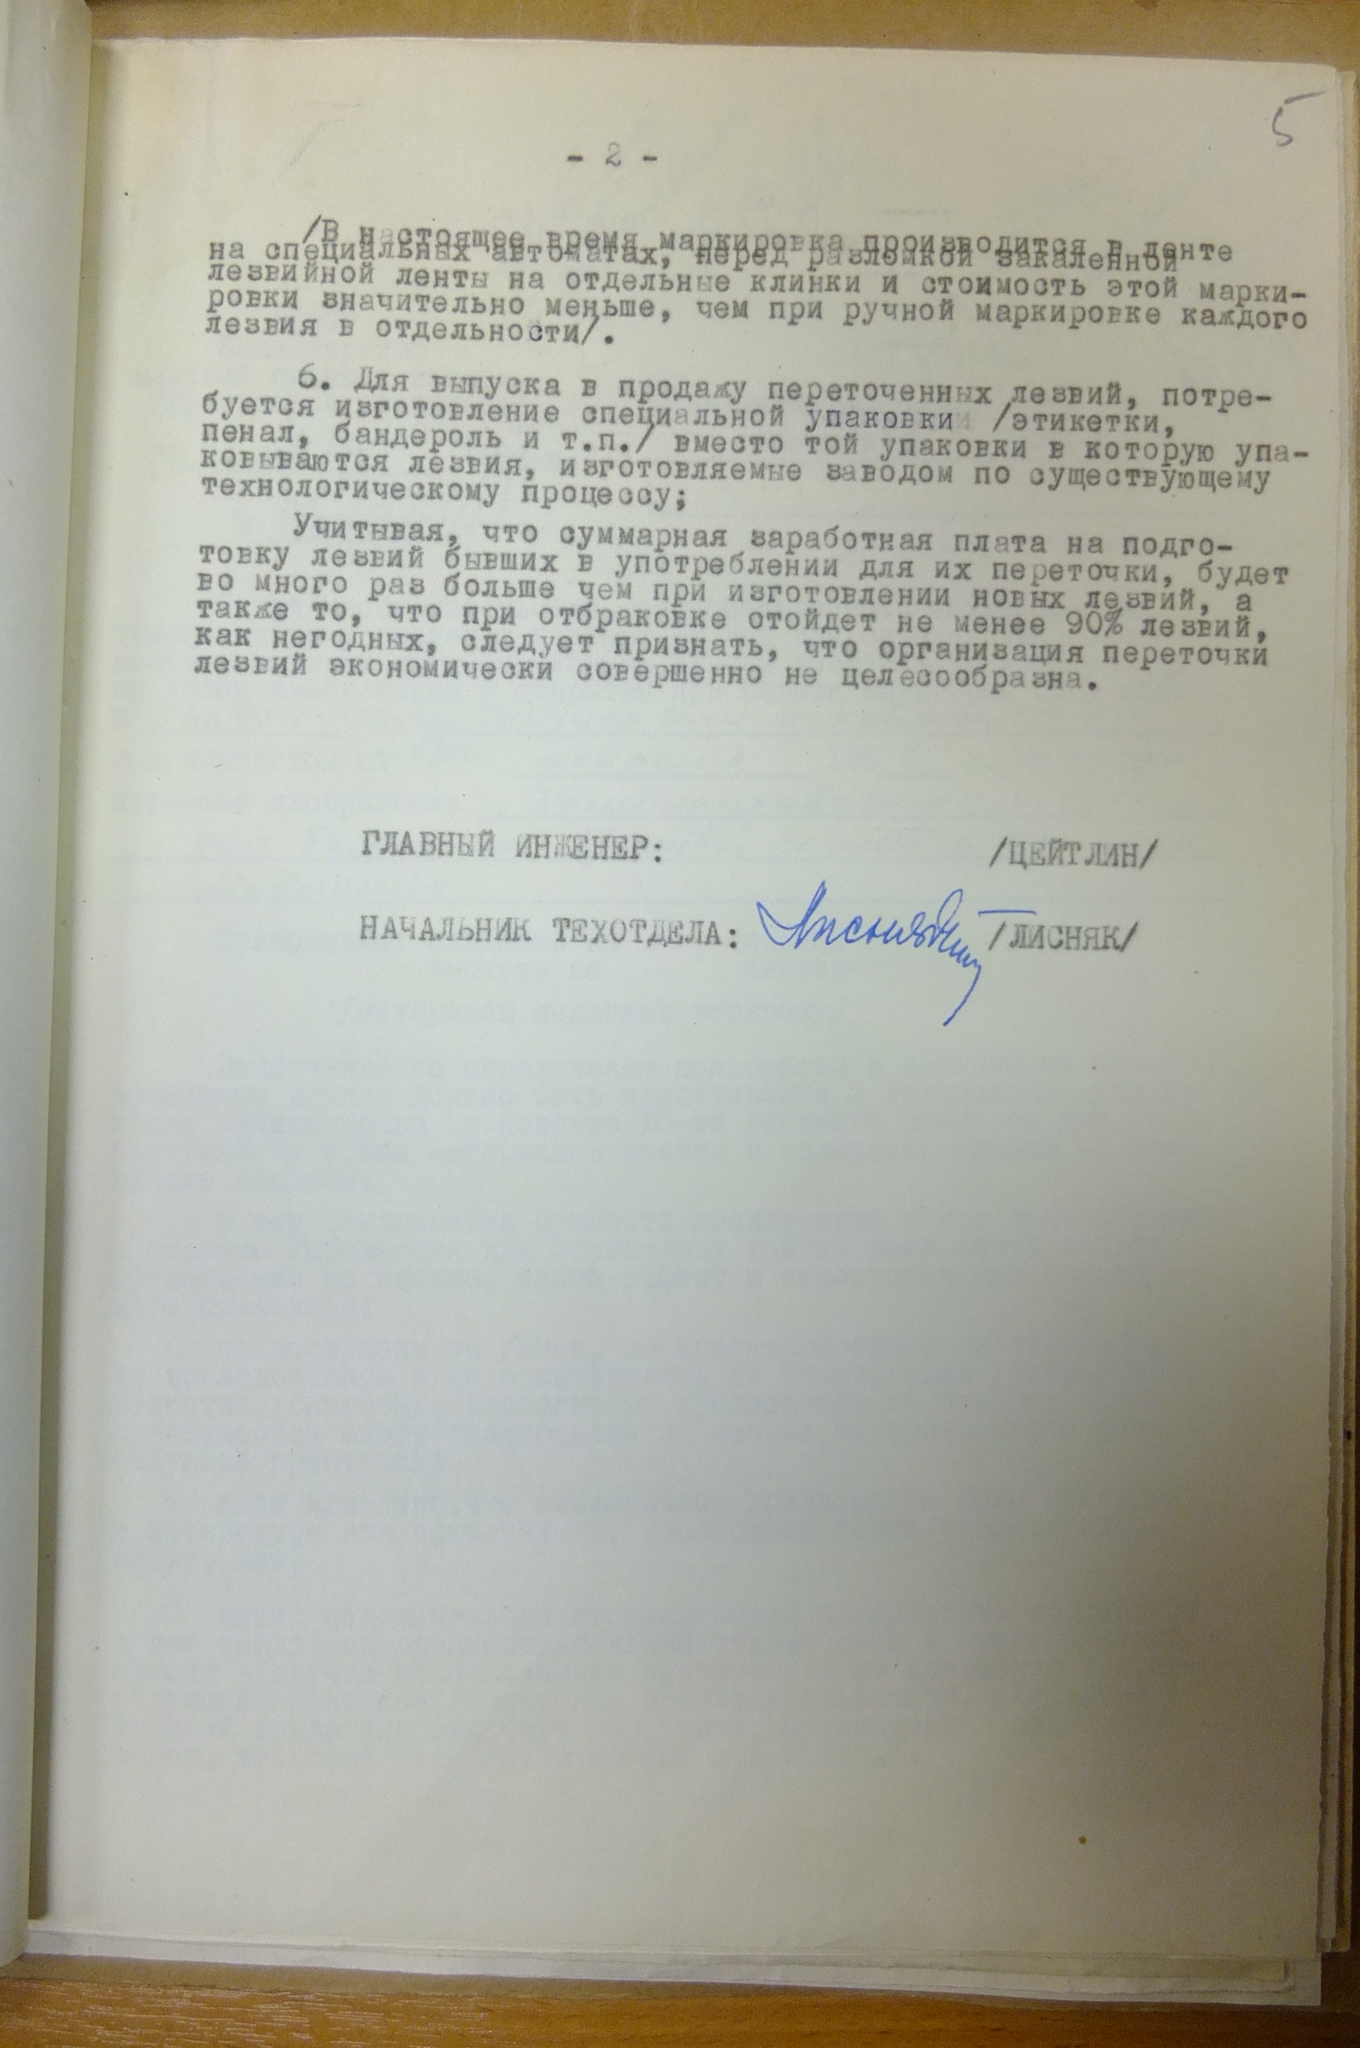 5
- 2 -
/В настоящее время маркировка производится в ленте
на специальных автоматах, перед разломкой закаленной
лезвийной ленты на отдельные клинки и стоимость этой марки-
ровки значительно меньше, чем при ручной маркировке каждого
лезвия в отдельности/.
6. Для выпуска в продажу переточенных лезвий, потре-
буется изготовление специальной упаковки /этикетки,
пенал, бандероль и т.п./ вместо той упаковки в которую упа-
ковываются лезвия, изготовляемые заводом по существующему
технологическому процессу;
Учитывая, что суммарная заработная плата на подго-
товку лезвий бывших в употреблении для их переточки, будет
во много раз больше чем при изготовлении новых лезвий, а
также то, что при отбраковке отойдет не менее 90% лезвий,
как негодных, следует признать, что организация переточки
лезвий экономически совершенно не целесообразна.
ГЛАВНЫЙ ИНЖЕНЕР: /ЦЕЙТЛИН/
НАЧАЛЬНИК ТЕХОТДЕЛА: /ЛИСНЯК/